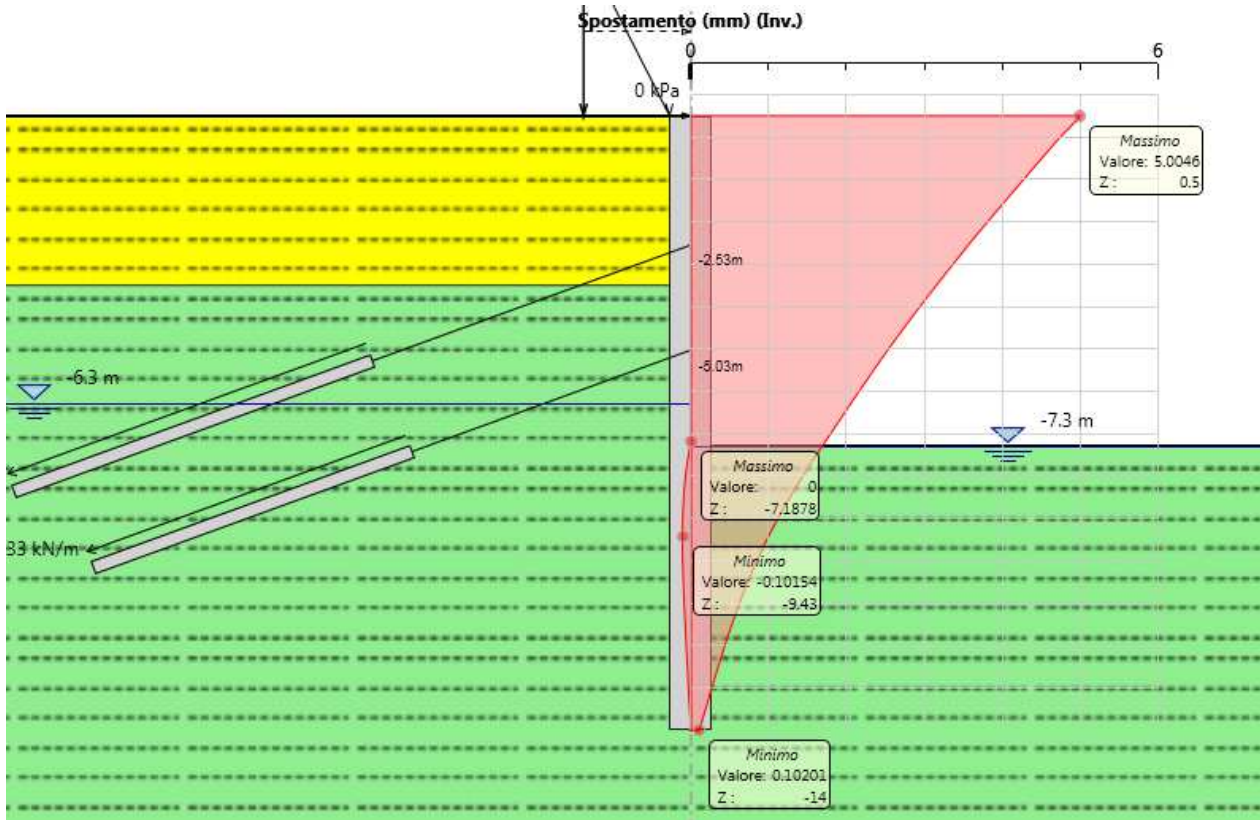 Spostamento (mm) (Inv.)
0
6
0 kPa
Massimo
Valore: 5.0046
Z : 0.5
-2.53m
-5.03m
-6.3 m
-7.3 m
Massimo
Valore: 0
Z : -7.1878
33 kN/m
Minimo
Valore: -0.10154
Z : -9.43
Minimo
Valore: 0.10201
Z : -14